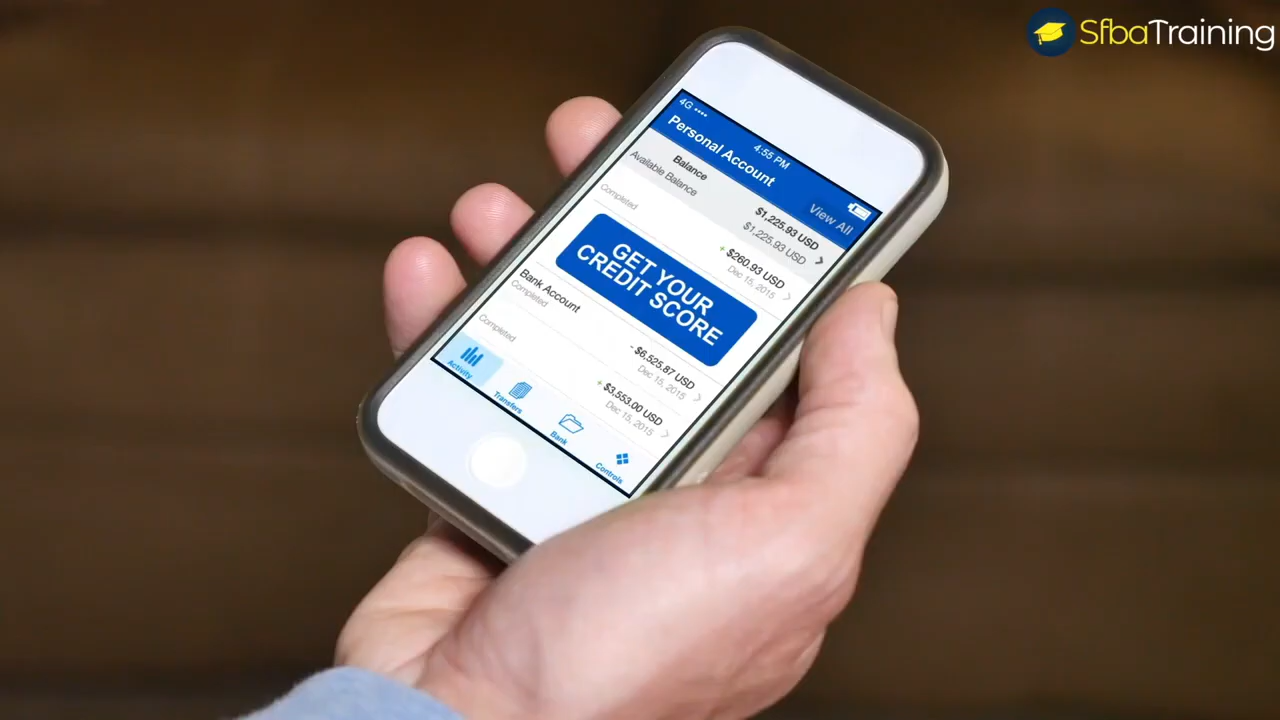 SfbaTraining
4G
4:55 PM
Personal Account
View All
Balance
$1,225.93 USD
Available Balance
$1,225.93 USD
Completed
+ $260.93 USD
Dec 15, 2015
GET YOUR
CREDIT SCORE
Bank Account
Completed
- $6,525.87 USD
Dec 15, 2015
Completed
+ $3,553.00 USD
Dec 15, 2015
Activity
Transfers
Bank
Controls